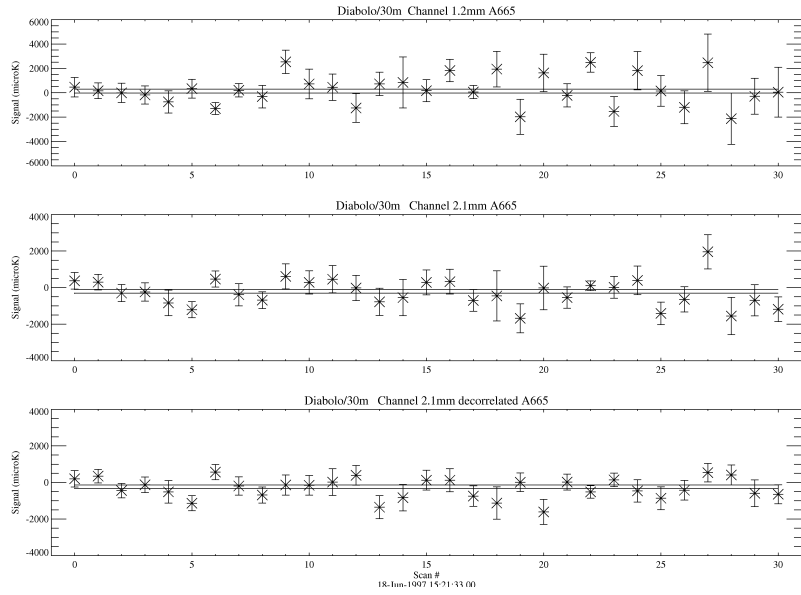 Diabolo/30m Channel 1.2mm A665
Signal (microK)
6000
4000
2000
0
-2000
-4000
-6000
0 5 10 15 20 25 30
Diabolo/30m Channel 2.1mm A665
Signal (microK)
4000
2000
0
-2000
-4000
0 5 10 15 20 25 30
Diabolo/30m Channel 2.1mm decorrelated A665
Signal (microK)
4000
2000
0
-2000
-4000
0 5 10 15 20 25 30
Scan #
18-Jun-1997 15:21:33.00